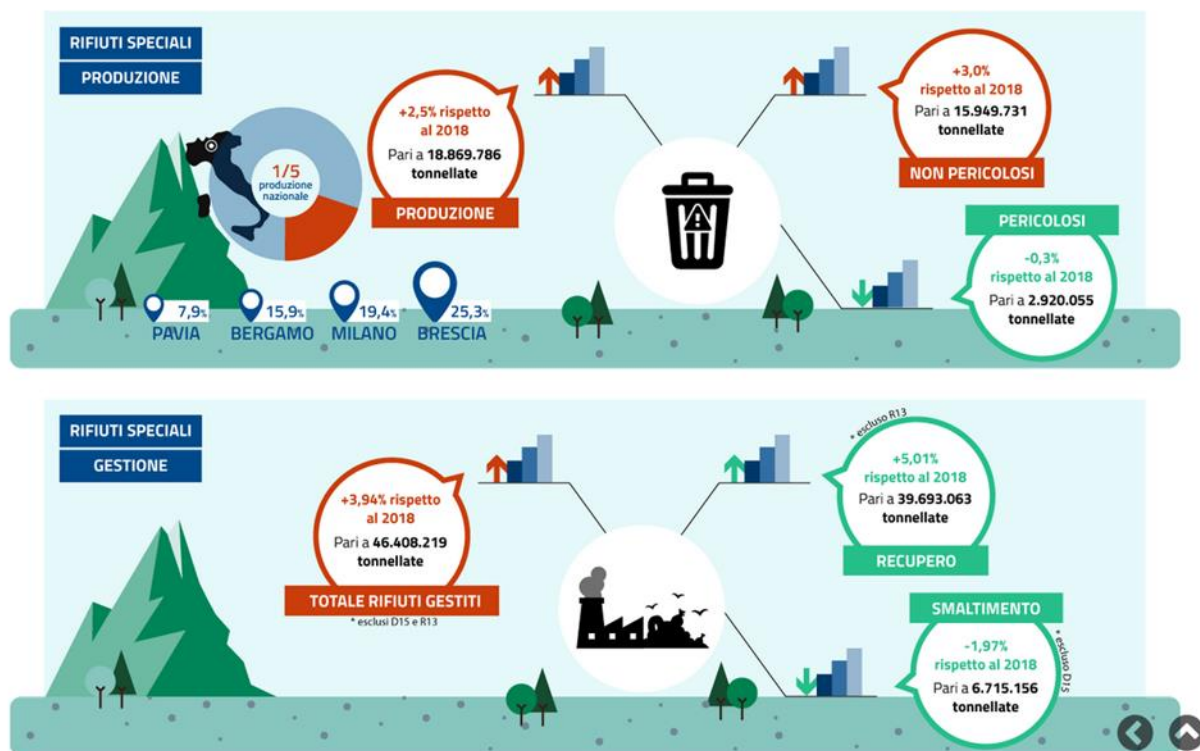 RIFIUTI SPECIALI
PRODUZIONE
1/5
produzione
nazionale
+2,5% rispetto
al 2018
Pari a 18.869.786
tonnellate
PRODUZIONE
+3,0%
rispetto al 2018
Pari a 15.949.731
tonnellate
NON PERICOLOSI
PERICOLOSI
-0,3%
rispetto al 2018
Pari a 2.920.055
tonnellate
7,9%
PAVIA
15,9%
BERGAMO
19,4%
MILANO
25,3%
BRESCIA
RIFIUTI SPECIALI
GESTIONE
+3,94% rispetto
al 2018
Pari a 46.408.219
tonnellate
TOTALE RIFIUTI GESTITI
* esclusi D15 e R13
* escluso R13
+5,01%
rispetto al 2018
Pari a 39.693.063
tonnellate
RECUPERO
SMALTIMENTO
* escluso D15
-1,97%
rispetto al 2018
Pari a 6.715.156
tonnellate